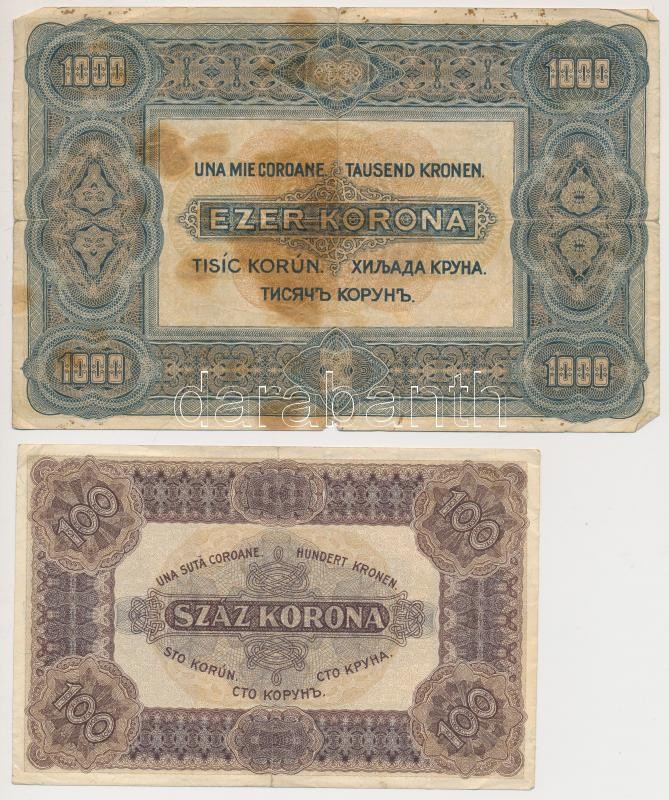 1000 1000
UNA MIE COROANE. TAUSEND KRONEN.
EZER KORONA
TISÍC KORÚN. ХИЉАДА КРУНА.
ТИСЯЧЪ КОРУНЪ.
1000 1000
darabanth
100 100
UNA SUTĂ COROANE. HUNDERT KRONEN.
SZÁZ KORONA
STO KORÚN. СТО КРУНА.
СТО КОРУНЪ.
100 100